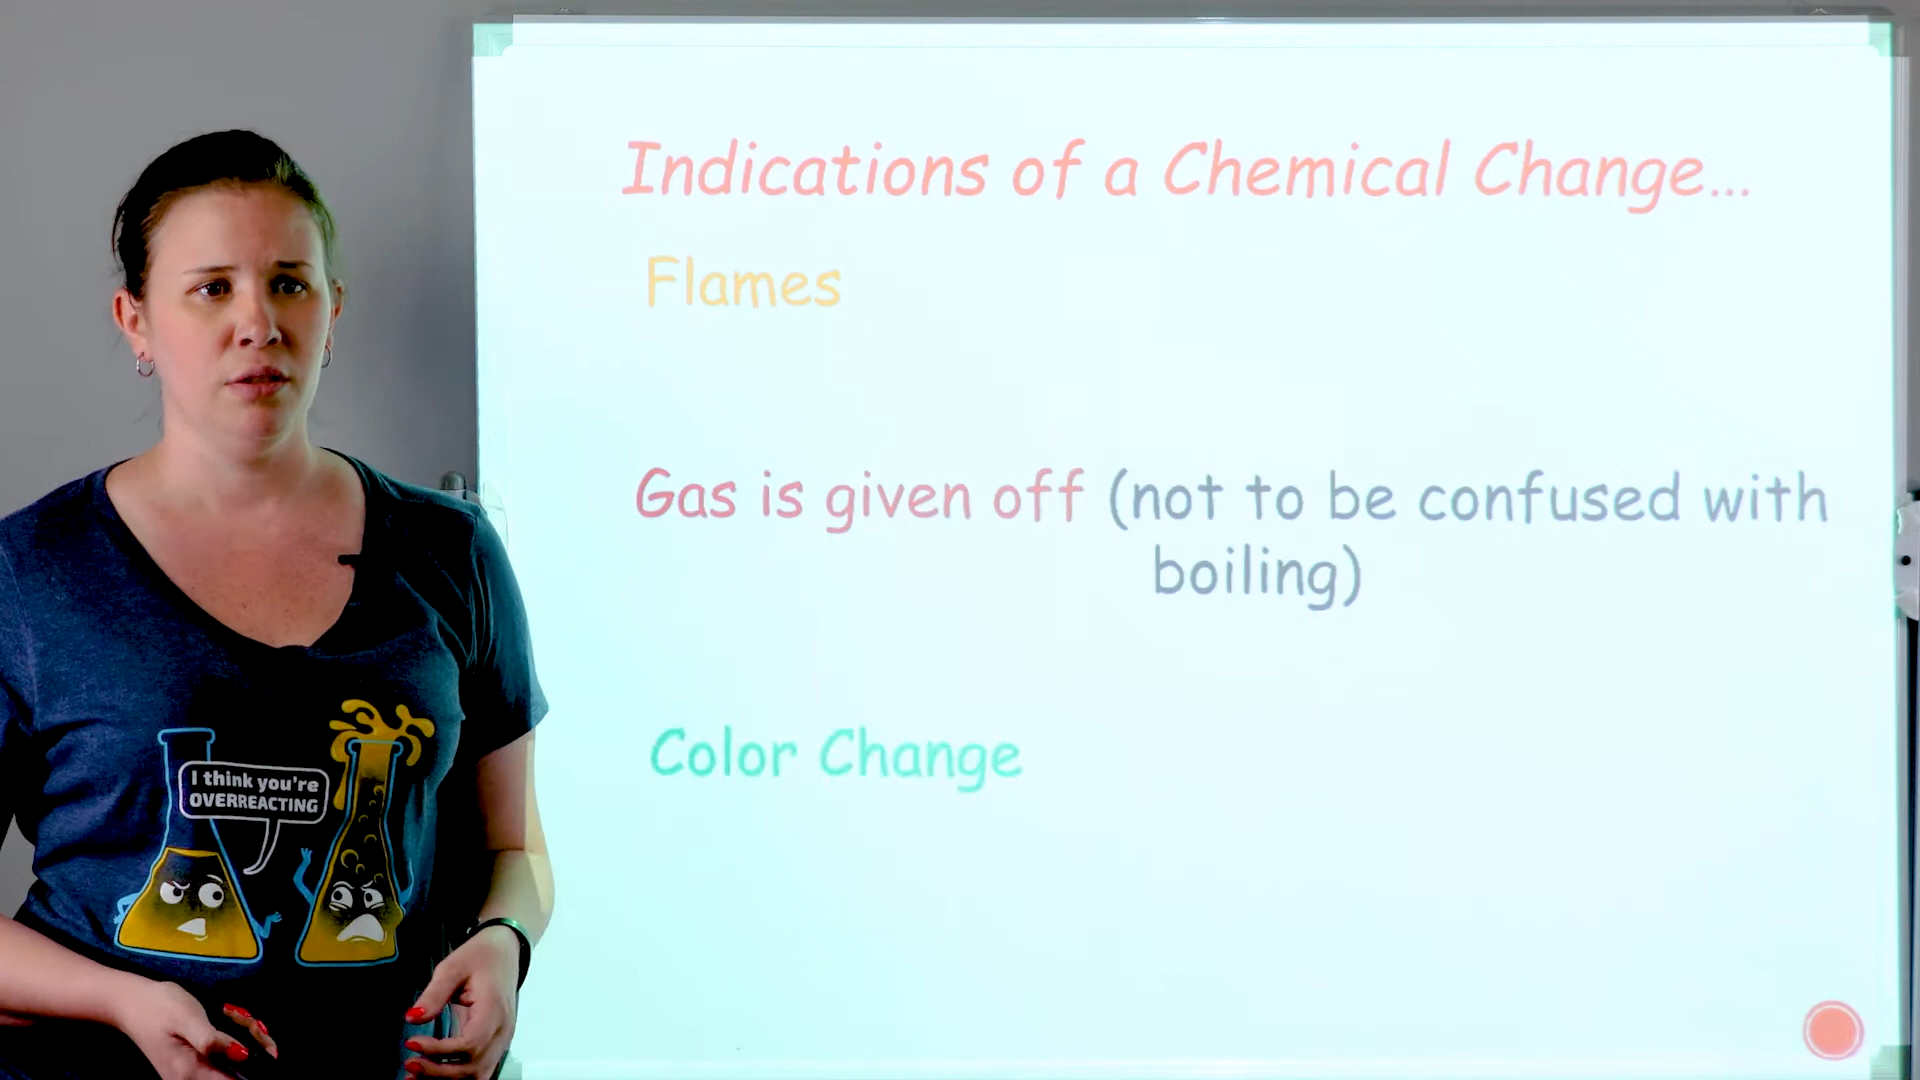 Indications of a Chemical Change...
Flames
Gas is given off (not to be confused with
boiling)
Color Change
I think you're
OVERREACTING